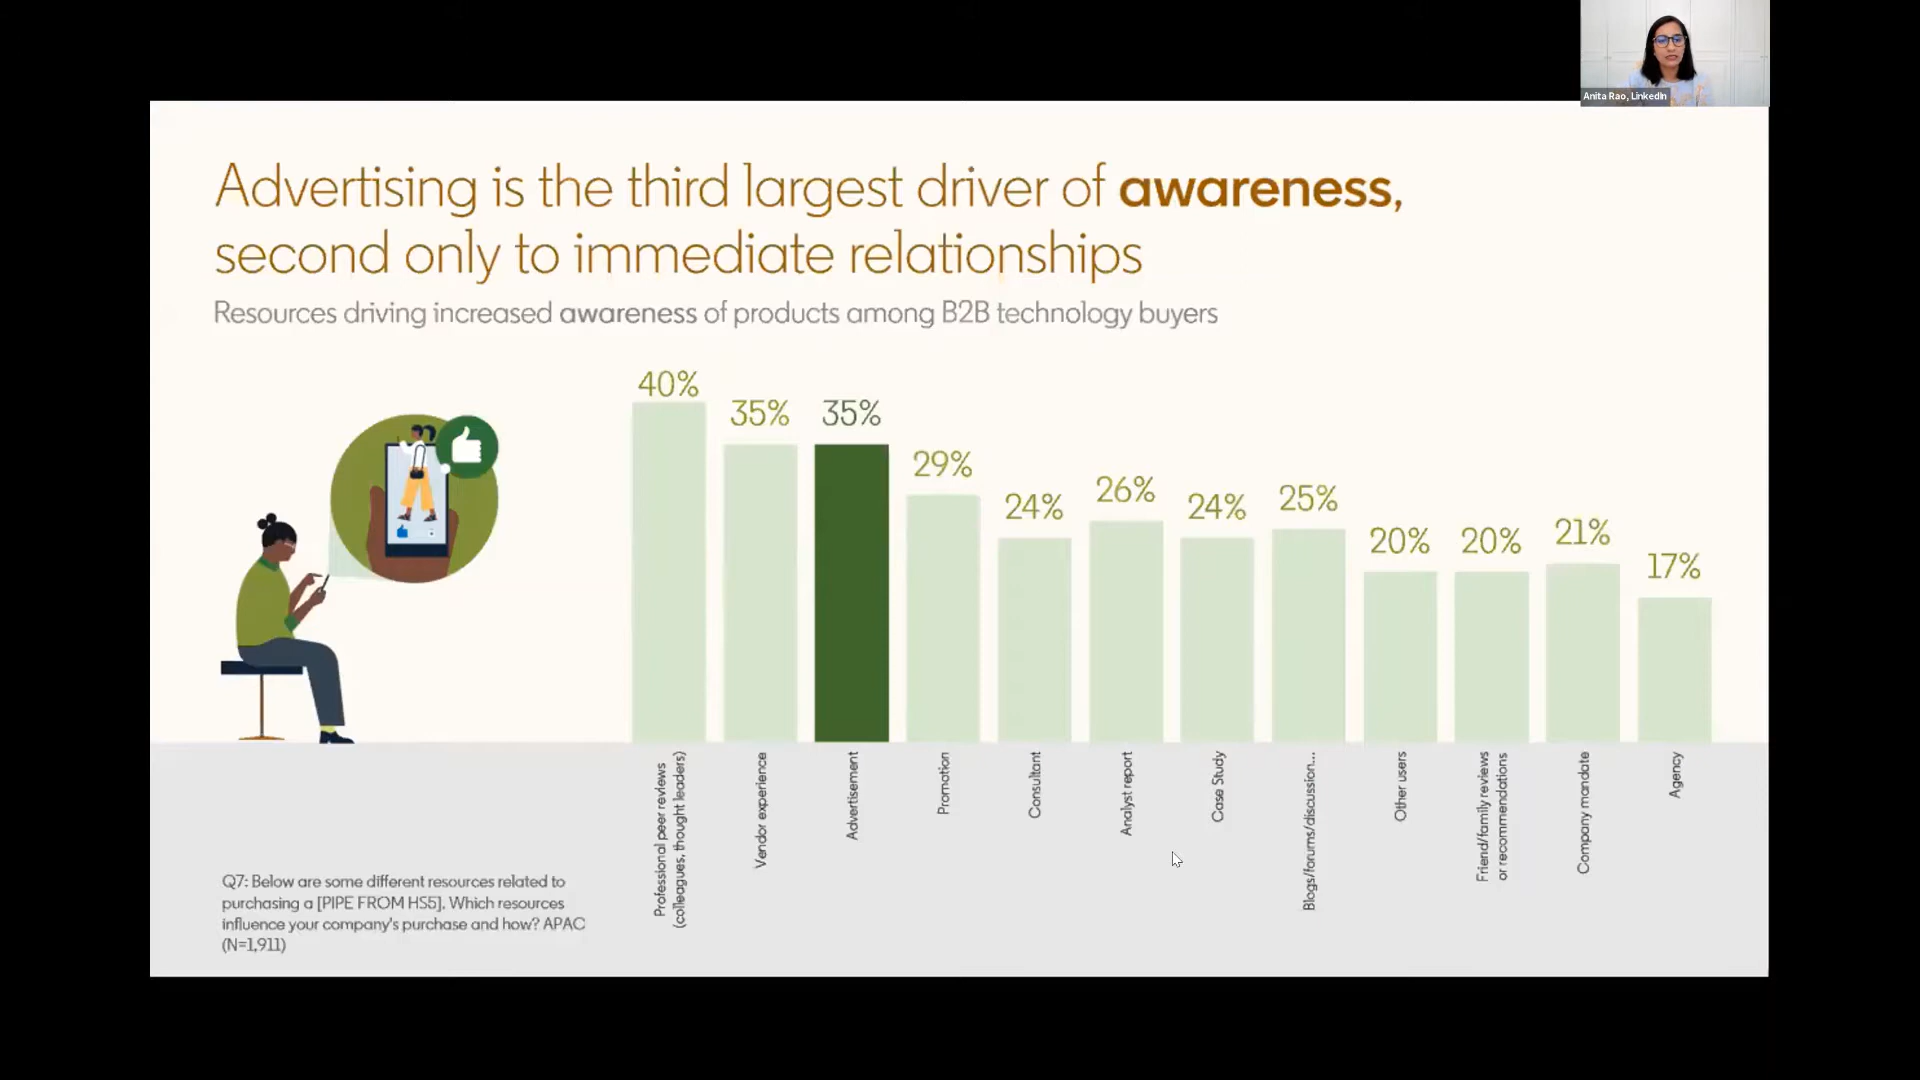 Anita Rao, LinkedIn
Advertising is the third largest driver of awareness,
second only to immediate relationships
Resources driving increased awareness of products among B2B technology buyers
40%
35%
35%
29%
24%
26%
24%
25%
20%
20%
21%
17%
Professional peer reviews
(colleagues, thought leaders)
Vendor experience
Advertisement
Promotion
Consultant
Analyst report
Case Study
Blogs/forums/discussion...
Other users
Friend/family reviews
or recommendations
Company mandate
Agency
Q7: Below are some different resources related to
purchasing a [PIPE FROM HS5]. Which resources
influence your company's purchase and how? APAC
(N=1,911)